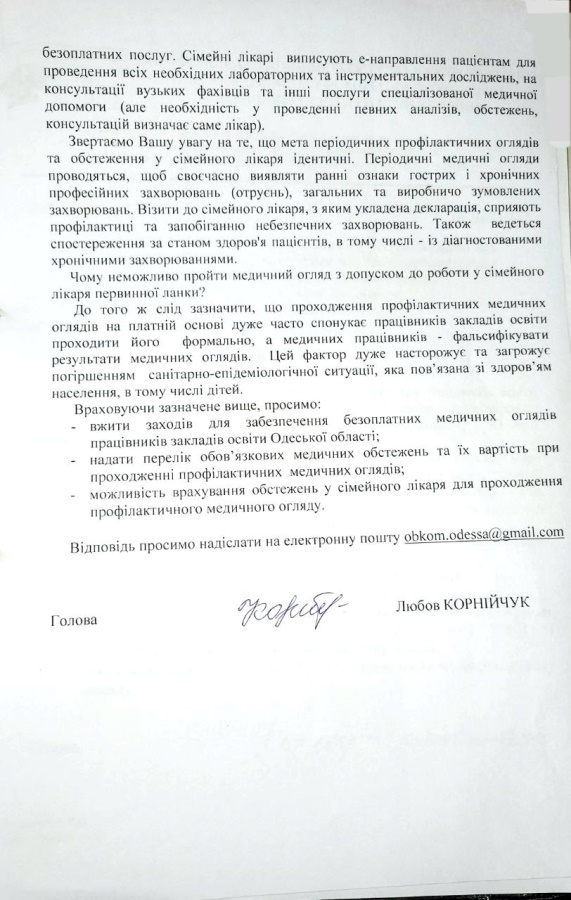 безоплатних послуг. Сімейні лікарі виписують е-направлення пацієнтам для
проведення всіх необхідних лабораторних та інструментальних досліджень, на
консультації вузьких фахівців та інші послуги спеціалізованої медичної
допомоги (але необхідність у проведенні певних аналізів, обстежень,
консультацій визначає саме лікар).
Звертаємо Вашу увагу на те, що мета періодичних профілактичних оглядів
та обстеження у сімейного лікаря ідентичні. Періодичні медичні огляди
проводяться, щоб своєчасно виявляти ранні ознаки гострих і хронічних
професійних захворювань (отруєнь), загальних та виробничо зумовлених
захворювань. Візити до сімейного лікаря, з яким укладена декларація, сприяють
профілактиці та запобіганню небезпечних захворювань. Також ведеться
спостереження за станом здоров'я пацієнтів, в тому числі - із діагностованими
хронічними захворюваннями.
Чому неможливо пройти медичний огляд з допуском до роботи у сімейного
лікаря первинної ланки?
До того ж слід зазначити, що проходження профілактичних медичних
оглядів на платній основі дуже часто спонукає працівників закладів освіти
проходити його формально, а медичних працівників - фальсифікувати
результати медичних оглядів. Цей фактор дуже насторожує та загрожує
погіршенням санітарно-епідеміологічної ситуації, яка пов'язана зі здоров'ям
населення, в тому числі дітей.
Враховуючи зазначене вище, просимо:
- вжити заходів для забезпечення безоплатних медичних оглядів
працівників закладів освіти Одеської області;
- надати перелік обов'язкових медичних обстежень та їх вартість при
проходженні профілактичних медичних оглядів;
- можливість врахування обстежень у сімейного лікаря для проходження
профілактичного медичного огляду.
Відповідь просимо надіслати на електронну пошту obkom.odessa@gmail.com
Голова Любов КОРНІЙЧУК